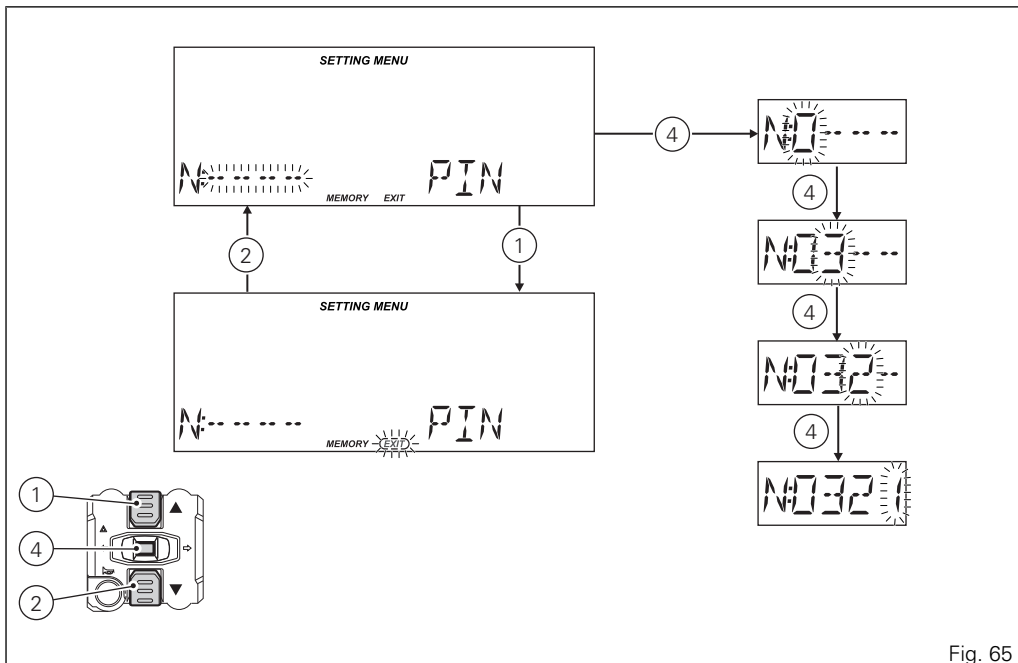 SETTING MENU
N:-- -- -- --
PIN
MEMORY EXIT
4
N:0-- -- --
4
N:03-- --
4
N:032--
4
N:0321
2
1
SETTING MENU
N:-- -- -- --
PIN
MEMORY EXIT
1
4
2
Fig. 65